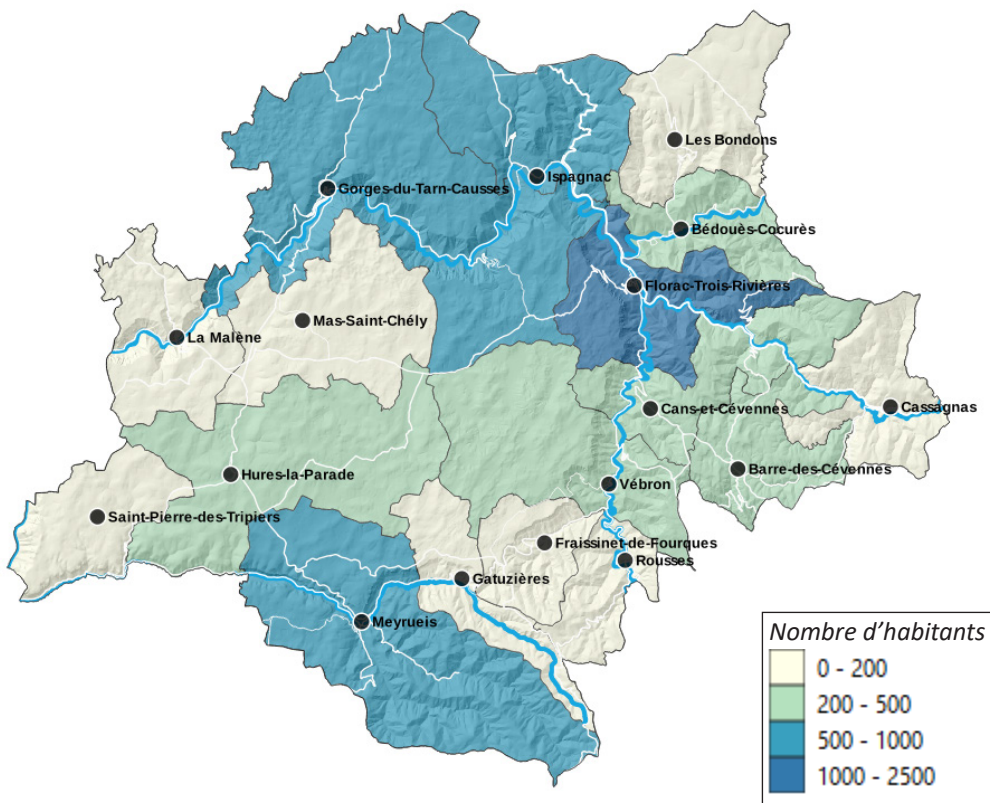 Les Bondons
Ispagnac
Gorges-du-Tarn-Causses
Bédouès-Cocurès
Florac-Trois-Rivières
Mas-Saint-Chély
La Malène
Cans-et-Cévennes
Cassagnas
Barre-des-Cévennes
Hures-la-Parade
Vébron
Saint-Pierre-des-Tripiers
Fraissinet-de-Fourques
Rousses
Gatuzières
Meyrueis
Nombre d'habitants
0 - 200
200 - 500
500 - 1000
1000 - 2500